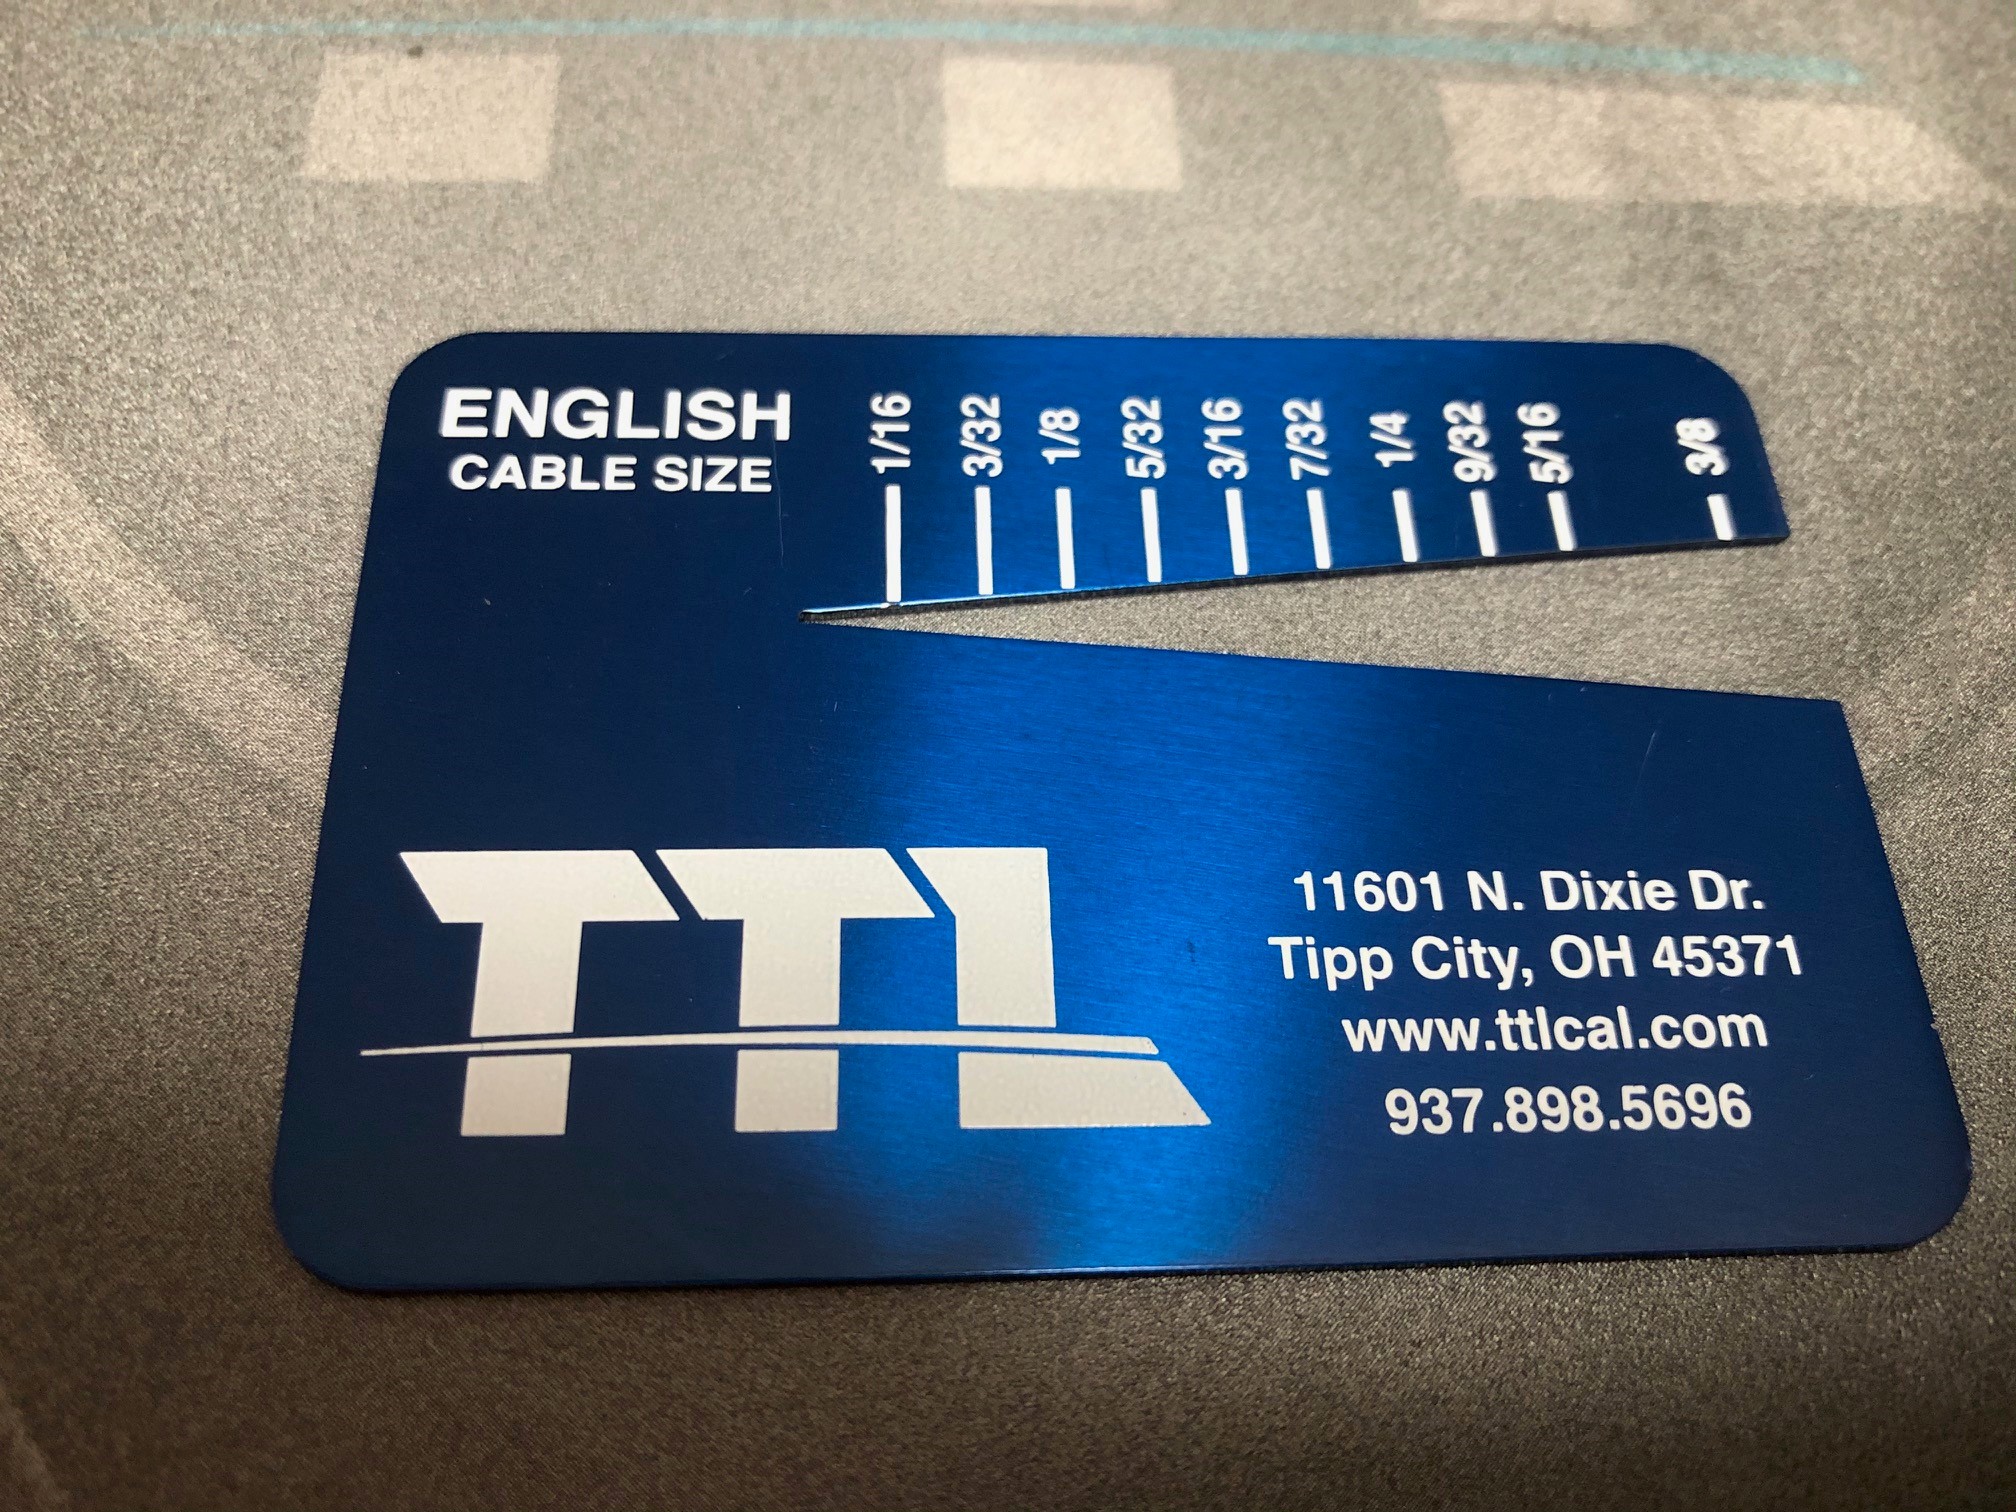 ENGLISH
CABLE SIZE
1/16
3/32
1/8
5/32
3/16
7/32
1/4
9/32
5/16
3/8
TTL
11601 N. Dixie Dr.
Tipp City, OH 45371
www.ttlcal.com
937.898.5696